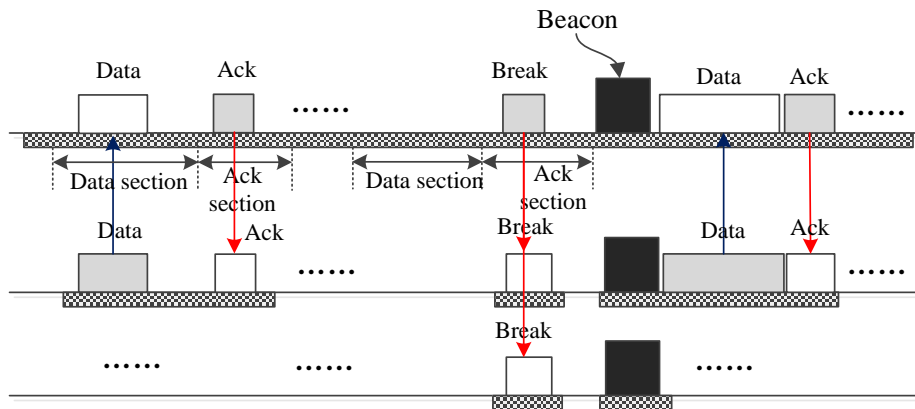 Beacon
Data
Ack
Break
Data
Ack
......
......
Data section
Ack
section
Data section
Ack
section
Data
Ack
Break
Data
Ack
......
......
Break
......
......
......